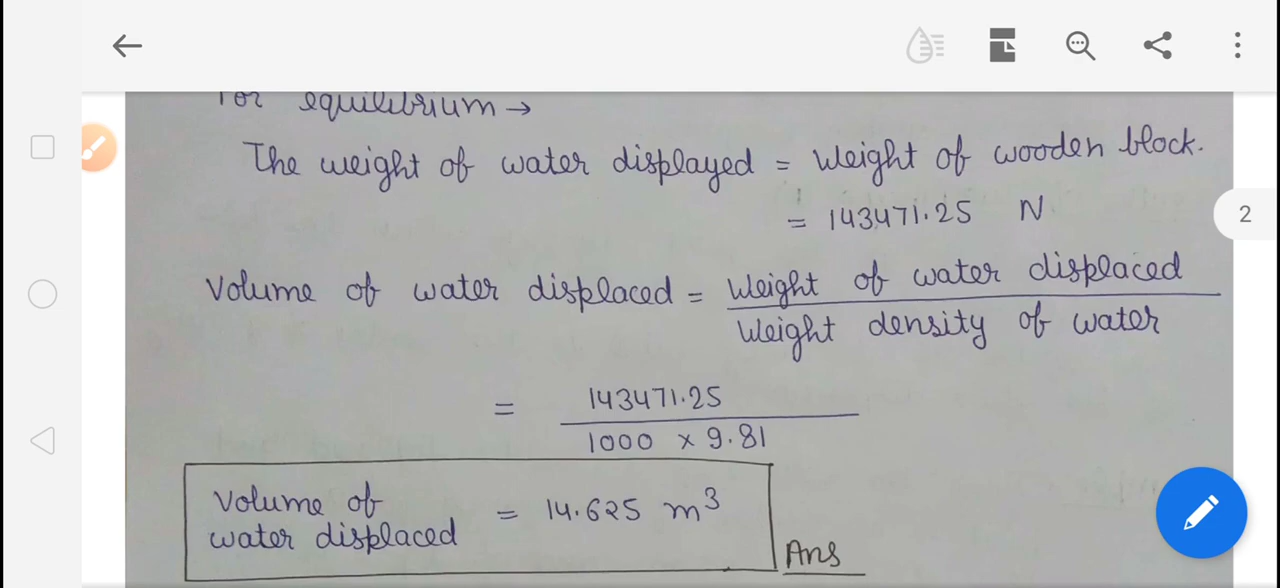 For equilibrium →
The weight of water displayed = Weight of wooden block.
= 143471.25 N
2
Volume of water displaced = Weight of water displaced
Weight density of water
= 143471.25
1000 × 9.81
Volume of
water displaced = 14.625 m³
Ans